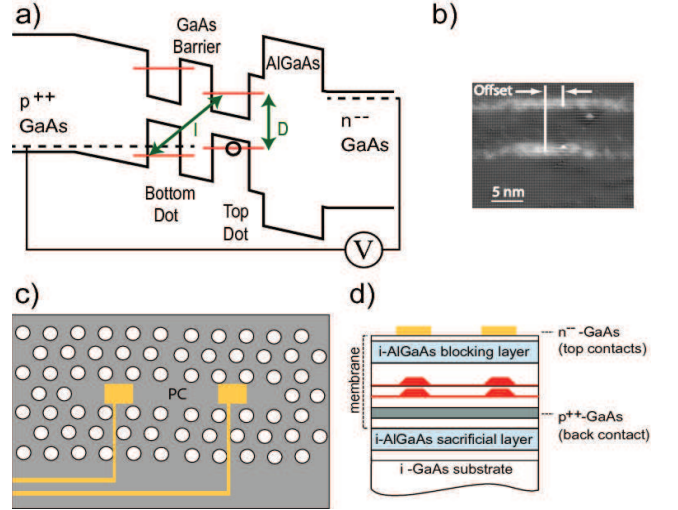 a)
GaAs
Barrier
AlGaAs
p++
GaAs
I
D
n--
GaAs
Bottom
Dot
Top
Dot
V
b)
Offset
5 nm
c)
PC
d)
membrane
i-AlGaAs blocking layer
n-- -GaAs
(top contacts)
p++-GaAs
(back contact)
i-AlGaAs sacrificial layer
i -GaAs substrate